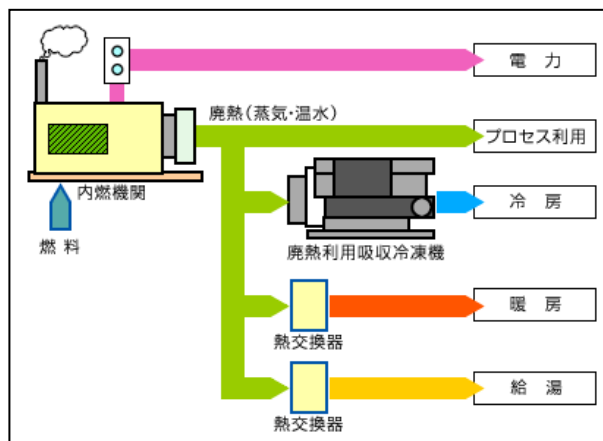 電 力
廃熱(蒸気・温水)
プロセス利用
内燃機関
冷 房
燃 料
廃熱利用吸収冷凍機
暖 房
熱交換器
給 湯
熱交換器